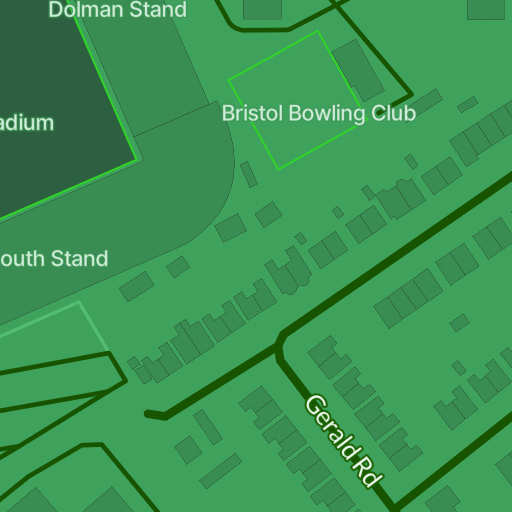 Dolman Stand
Bristol Bowling Club
adium
outh Stand
Gerald Rd